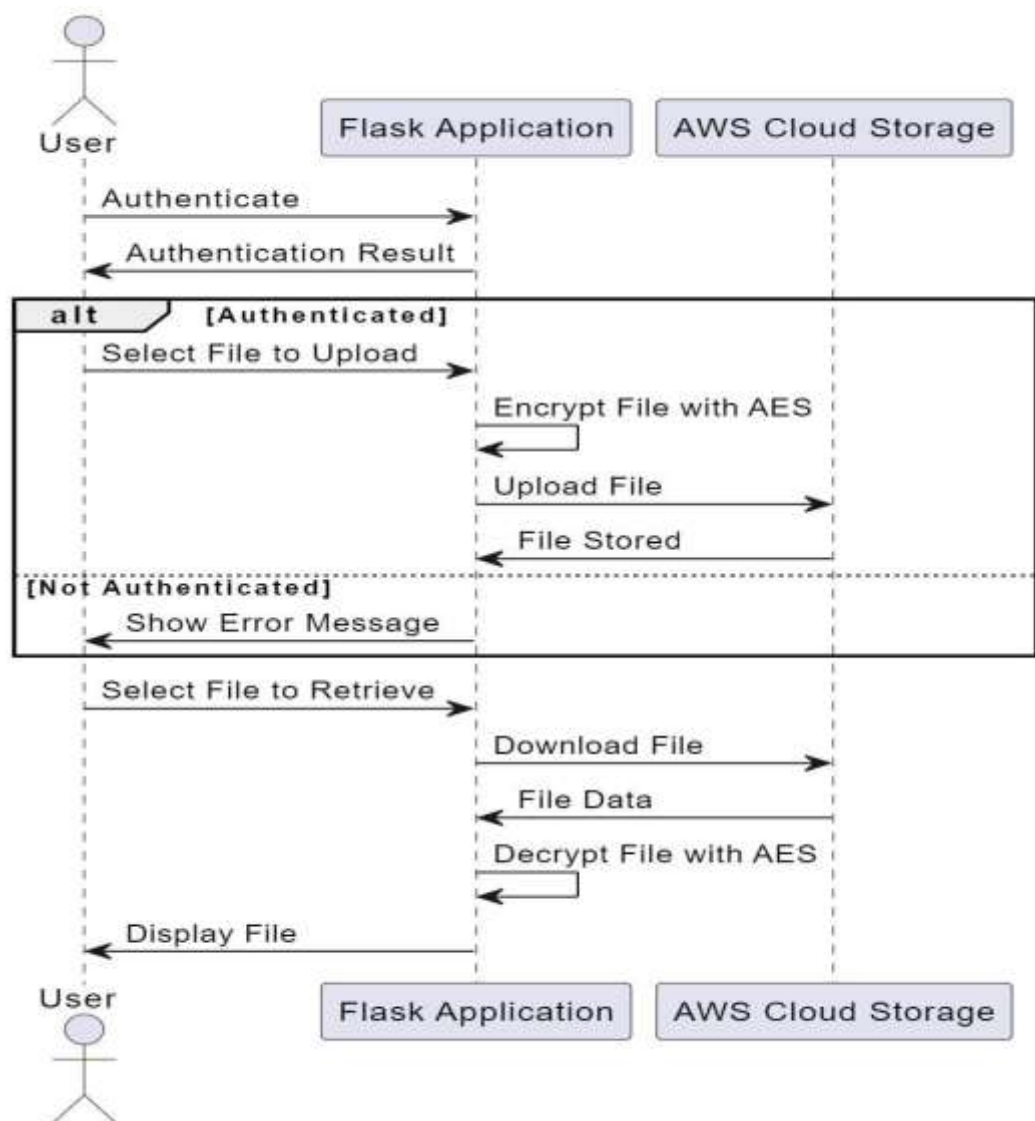 User
Flask Application
AWS Cloud Storage
Authenticate
Authentication Result
alt
[Authenticated]
Select File to Upload
Encrypt File with AES
Upload File
File Stored
[Not Authenticated]
Show Error Message
Select File to Retrieve
Download File
File Data
Decrypt File with AES
Display File
User
Flask Application
AWS Cloud Storage